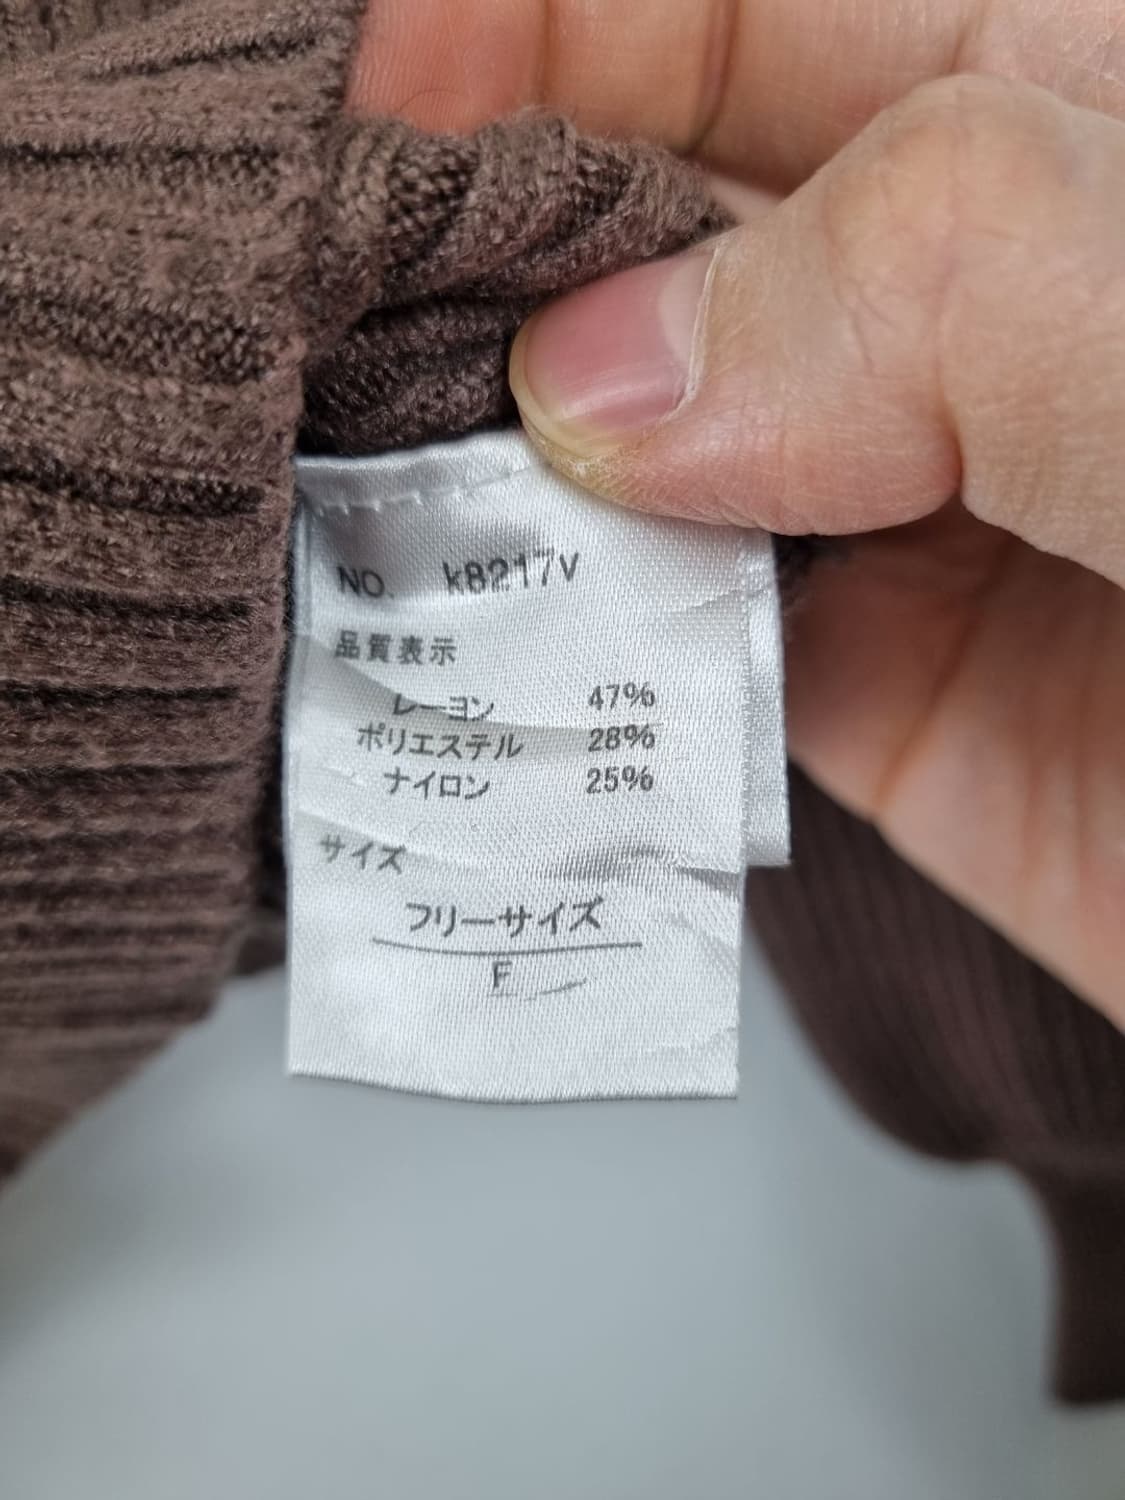 NO. k8217v
品質表示
レーヨン 47%
ポリエステル 28%
ナイロン 25%
サイズ
フリーサイズ
F